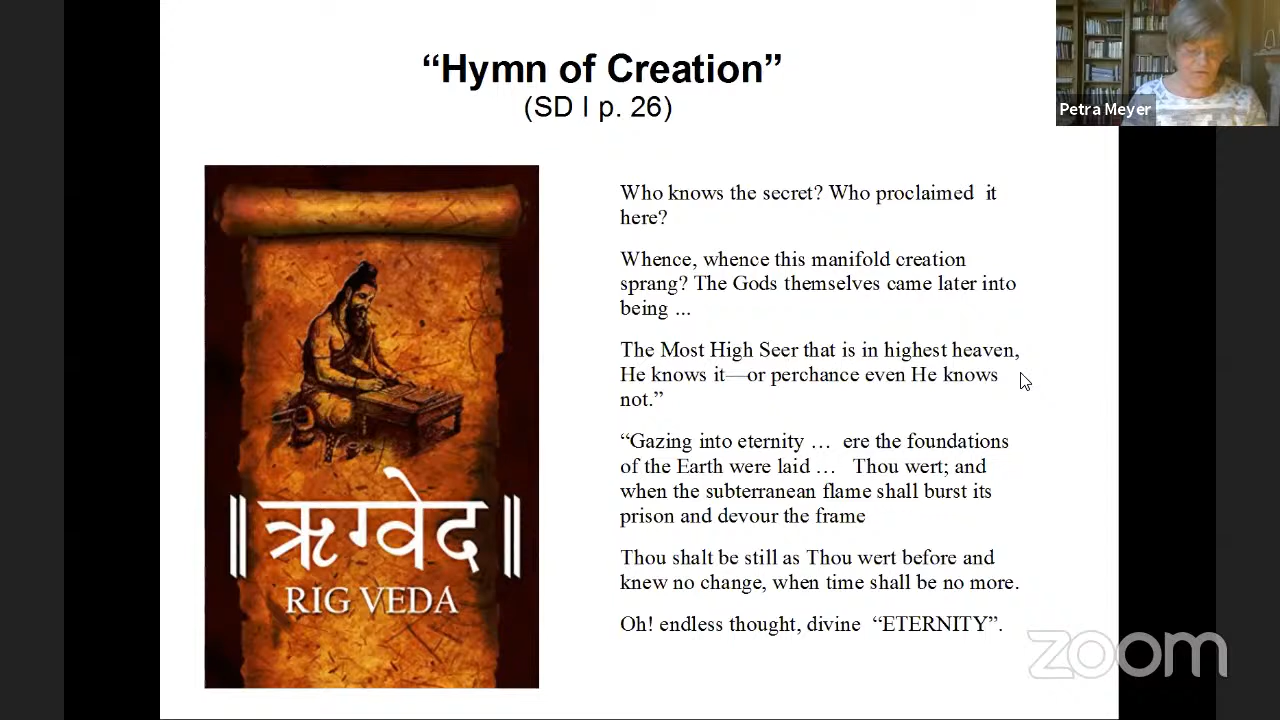 “Hymn of Creation”
(SD I p. 26)
Petra Meyer
Who knows the secret? Who proclaimed it
here?
Whence, whence this manifold creation
sprang? The Gods themselves came later into
being ...
The Most High Seer that is in highest heaven,
He knows it—or perchance even He knows
not.”
“Gazing into eternity … ere the foundations
of the Earth were laid … Thou wert; and
when the subterranean flame shall burst its
prison and devour the frame
Thou shalt be still as Thou wert before and
knew no change, when time shall be no more.
Oh! endless thought, divine “ETERNITY”.
॥ ऋग्वेद ॥
RIG VEDA
zoom